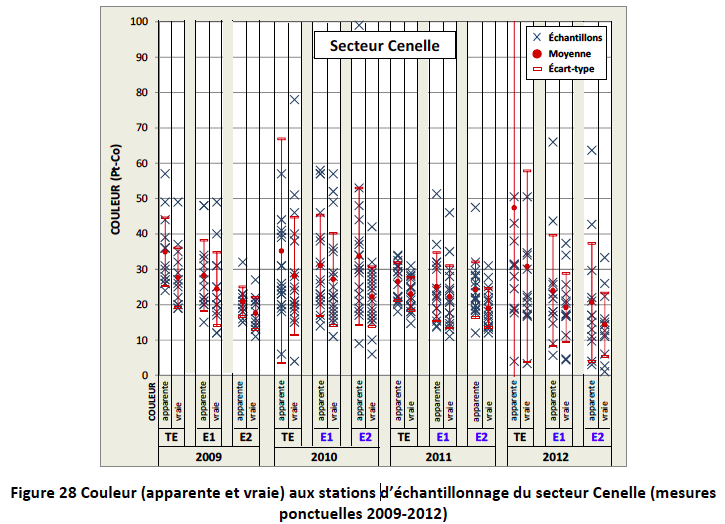 Secteur Cenelle
Échantillons
Moyenne
Écart-type
COULEUR (Pt-Co)
100
90
80
70
60
50
40
30
20
10
0
COULEUR
apparente vraie apparente vraie apparente vraie apparente vraie apparente vraie apparente vraie apparente vraie apparente vraie apparente vraie apparente vraie apparente vraie apparente vraie
TE E1 E2 TE E1 E2 TE E1 E2 TE E1 E2
2009 2010 2011 2012
Figure 28 Couleur (apparente et vraie) aux stations d’échantillonnage du secteur Cenelle (mesures
ponctuelles 2009-2012)